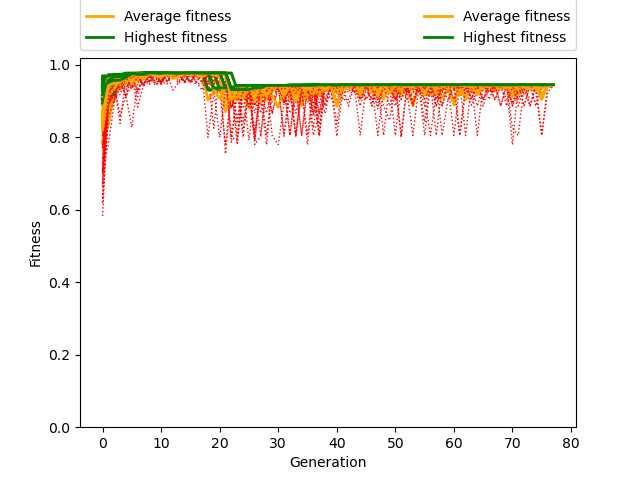 Average fitness Average fitness
Highest fitness Highest fitness
1.0
0.8
0.6
0.4
0.2
0.0
Fitness
0 10 20 30 40 50 60 70 80
Generation